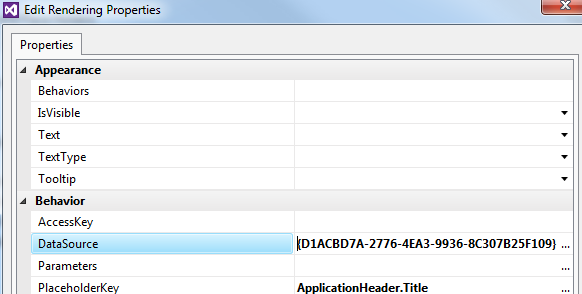 Edit Rendering Properties
Properties
Appearance
Behaviors
IsVisible
Text
TextType
Tooltip
Behavior
AccessKey
DataSource {D1ACBD7A-2776-4EA3-9936-8C307B25F109} ...
Parameters ...
PlaceholderKey ApplicationHeader.Title ...